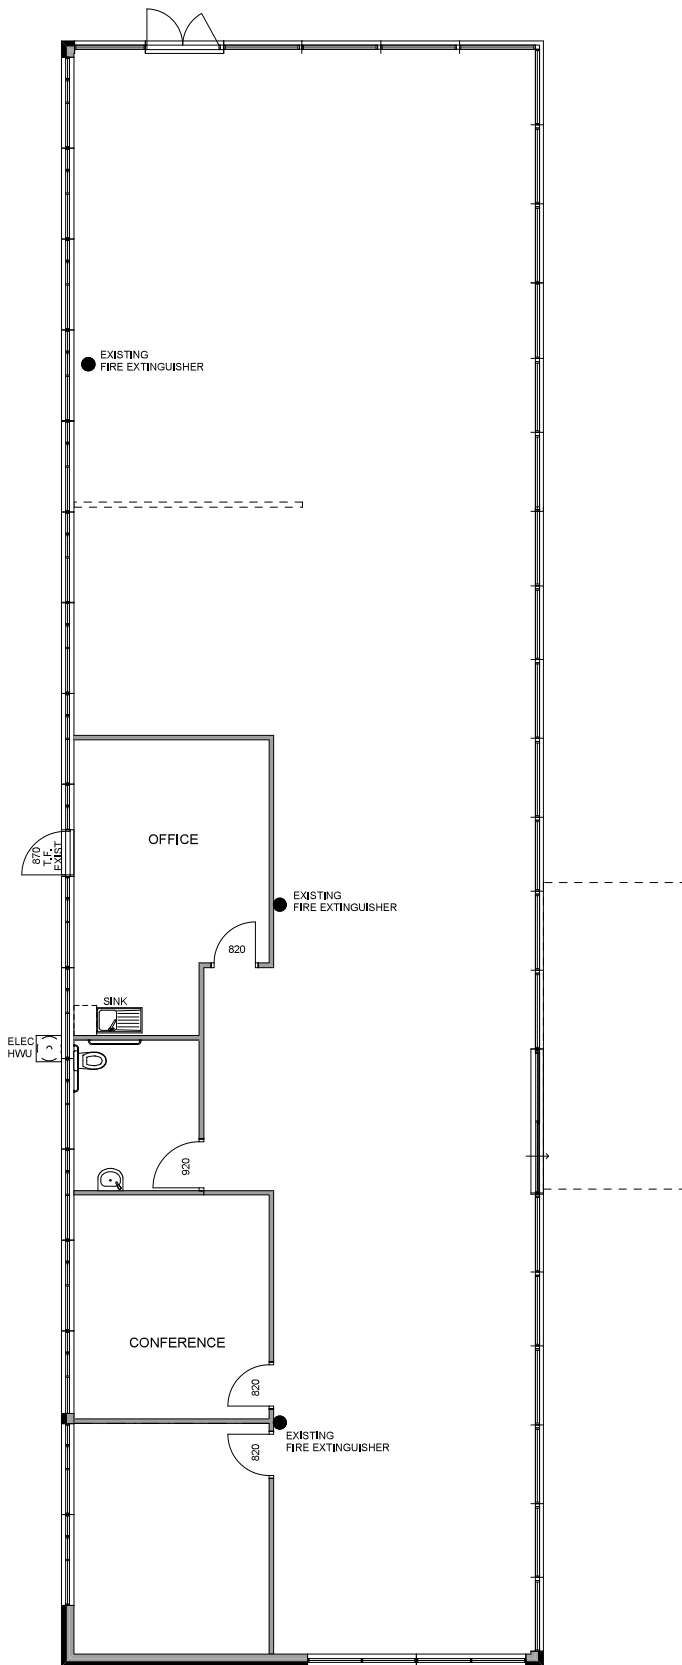 EXISTING
FIRE EXTINGUISHER
OFFICE
870
T.F.
EXIST
EXISTING
FIRE EXTINGUISHER
820
SINK
ELEC
HWU
920
CONFERENCE
820
EXISTING
FIRE EXTINGUISHER
820